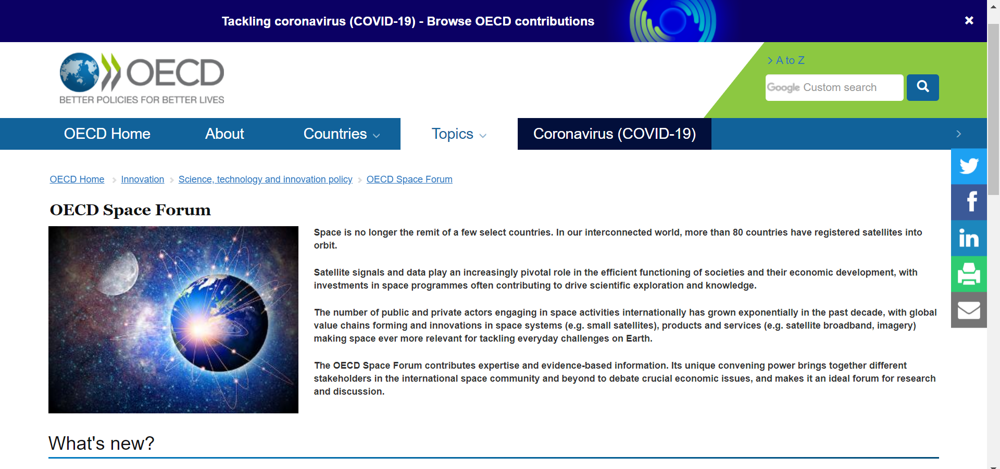 Tackling coronavirus (COVID-19) - Browse OECD contributions
OECD
BETTER POLICIES FOR BETTER LIVES
A to Z
Google Custom search
OECD Home
About
Countries
Topics
Coronavirus (COVID-19)
OECD Home
Innovation
Science, technology and innovation policy
OECD Space Forum
OECD Space Forum
Space is no longer the remit of a few select countries. In our interconnected world, more than 80 countries have registered satellites into
orbit.
Satellite signals and data play an increasingly pivotal role in the efficient functioning of societies and their economic development, with
investments in space programmes often contributing to drive scientific exploration and knowledge.
The number of public and private actors engaging in space activities internationally has grown exponentially in the past decade, with global
value chains forming and innovations in space systems (e.g. small satellites), products and services (e.g. satellite broadband, imagery)
making space ever more relevant for tackling everyday challenges on Earth.
The OECD Space Forum contributes expertise and evidence-based information. Its unique convening power brings together different
stakeholders in the international space community and beyond to debate crucial economic issues, and makes it an ideal forum for research
and discussion.
What's new?